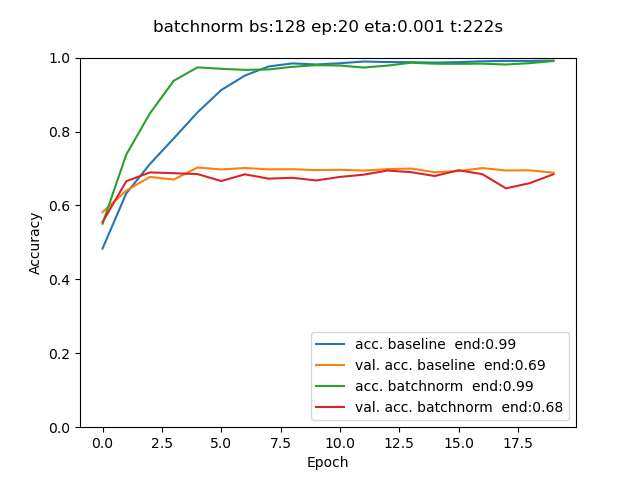 batchnorm bs:128 ep:20 eta:0.001 t:222s
1.0
0.8
0.6
0.4
0.2
0.0
Accuracy
acc. baseline end:0.99
val. acc. baseline end:0.69
acc. batchnorm end:0.99
val. acc. batchnorm end:0.68
0.0 2.5 5.0 7.5 10.0 12.5 15.0 17.5
Epoch